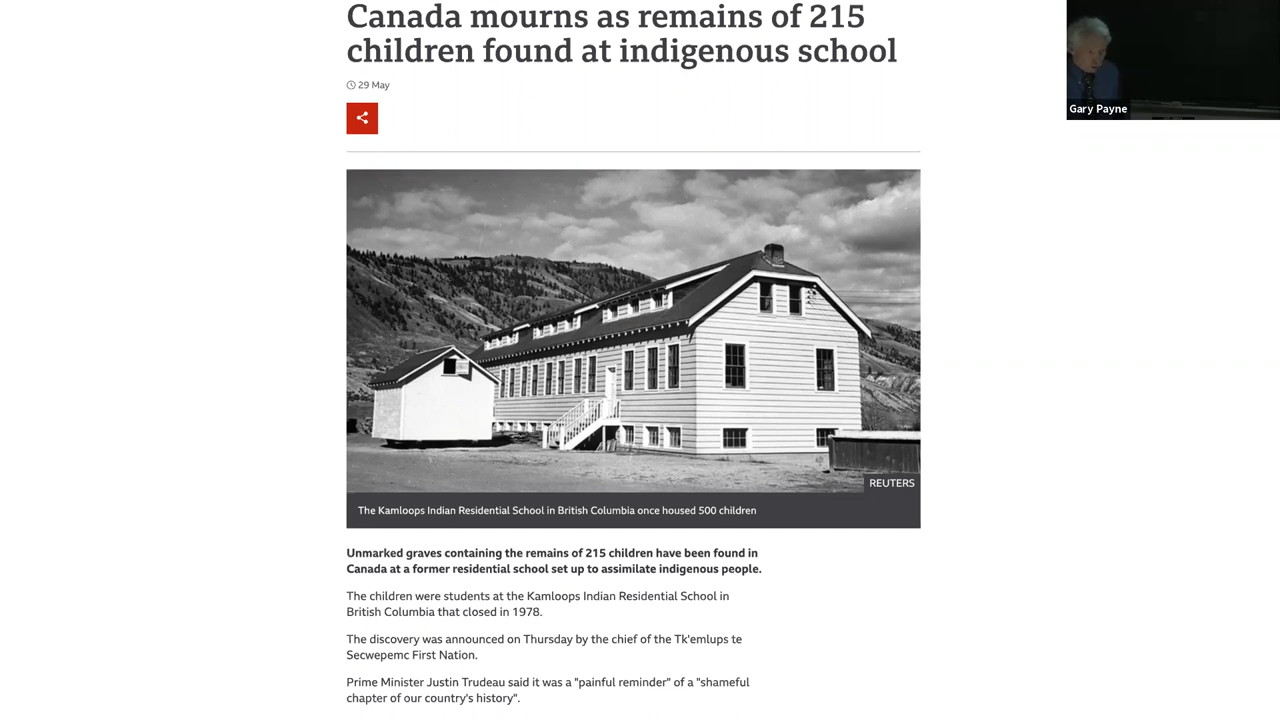 Canada mourns as remains of 215
children found at indigenous school
29 May
Gary Payne
REUTERS
The Kamloops Indian Residential School in British Columbia once housed 500 children
Unmarked graves containing the remains of 215 children have been found in
Canada at a former residential school set up to assimilate indigenous people.
The children were students at the Kamloops Indian Residential School in
British Columbia that closed in 1978.
The discovery was announced on Thursday by the chief of the Tk'emlups te
Secwepemc First Nation.
Prime Minister Justin Trudeau said it was a "painful reminder" of a "shameful
chapter of our country's history".